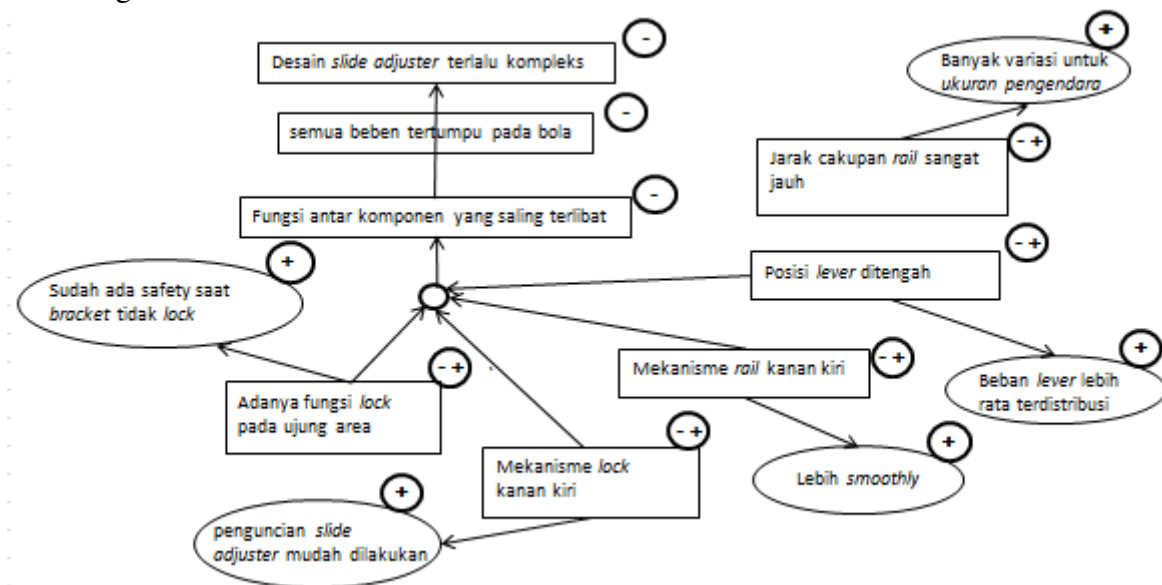 -
+
Desain slide adjuster terlalu kompleks
Banyak variasi untuk
ukuran pengendara
-
semua beben tertumpu pada bola
- +
Jarak cakupan rail sangat
jauh
-
Fungsi antar komponen yang saling terlibat
+
- +
Sudah ada safety saat
bracket tidak lock
Posisi lever ditengah
- +
- +
+
Mekanisme rail kanan kiri
Adanya fungsi lock
pada ujung area
Beban lever lebih
rata terdistribusi
- +
+
Mekanisme lock
kanan kiri
Lebih smoothly
+
penguncian slide
adjuster mudah dilakukan